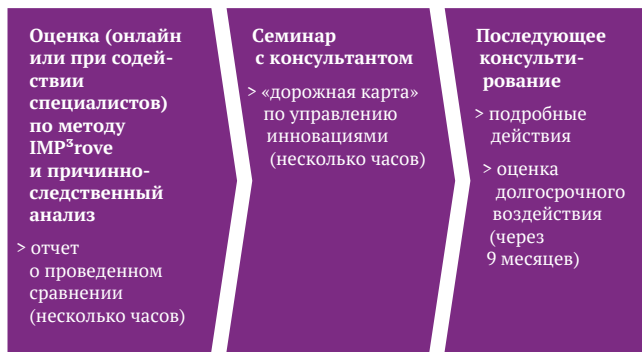 Оценка (онлайн
или при содей-
ствии
специалистов)
по методу
IMP³rove
и причинно-
следственный
анализ
> отчет
о проведенном
сравнении
(несколько часов)
Семинар
с консультантом
> «дорожная карта»
по управлению
инновациями
(несколько часов)
Последующее
консульти-
рование
> подробные
действия
> оценка
долгосрочного
воздействия
(через
9 месяцев)